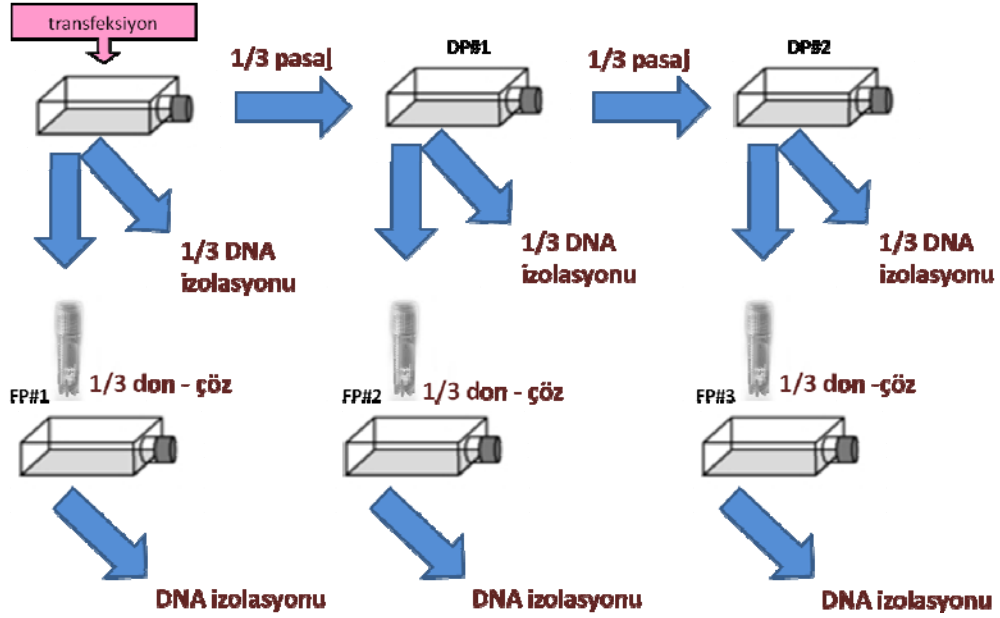 transfeksiyon
1/3 pasaj
DP#1
1/3 pasaj
DP#2
1/3 DNA
izolasyonu
1/3 DNA
izolasyonu
1/3 DNA
izolasyonu
FP#1
1/3 don - çöz
FP#2
1/3 don - çöz
FP#3
1/3 don -çöz
DNA izolasyonu
DNA izolasyonu
DNA izolasyonu